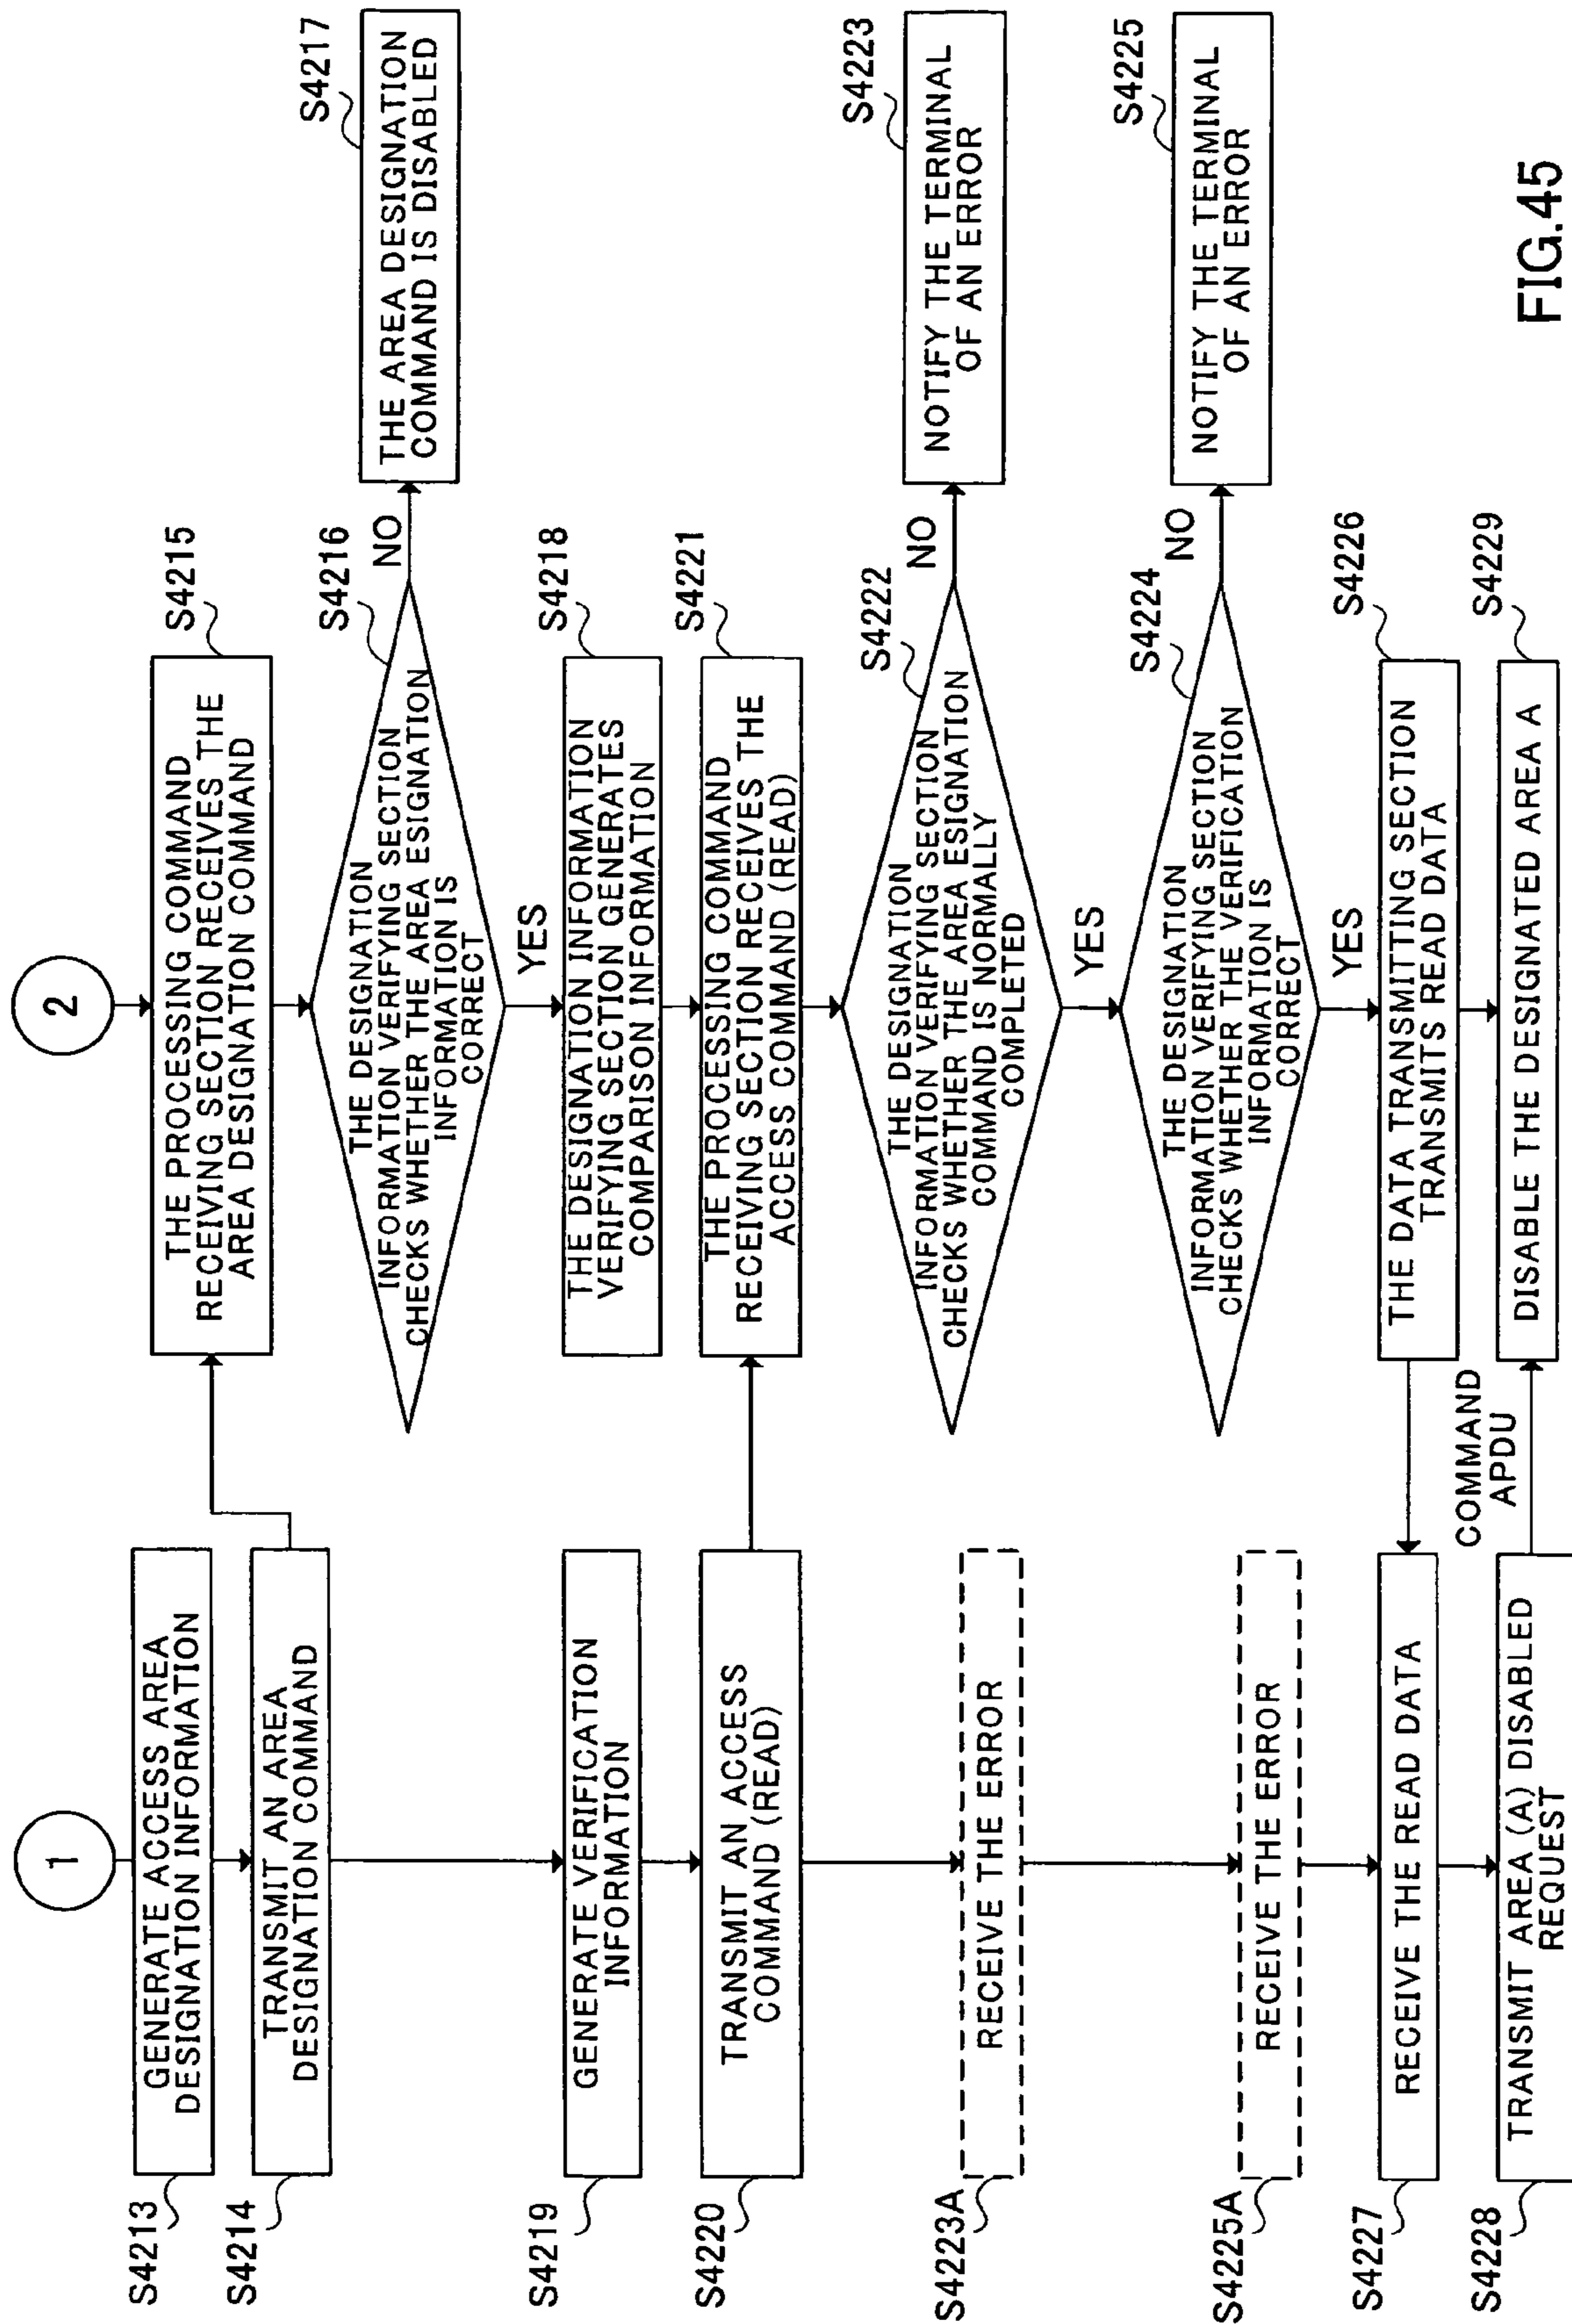 1
S4213
GENERATE ACCESS AREA
DESIGNATION INFORMATION
S4214
TRANSMIT AN AREA
DESIGNATION COMMAND
S4219
GENERATE VERIFICATION
INFORMATION
S4220
TRANSMIT AN ACCESS
COMMAND (READ)
S4223A
RECEIVE THE ERROR
S4225A
RECEIVE THE ERROR
S4227
RECEIVE THE READ DATA
S4228
TRANSMIT AREA (A) DISABLED
REQUEST
COMMAND
APDU
2
S4215
THE PROCESSING COMMAND
RECEIVING SECTION RECEIVES THE
AREA DESIGNATION COMMAND
S4216
THE DESIGNATION
INFORMATION VERIFYING SECTION
CHECKS WHETHER THE AREA ESIGNATION
INFORMATION IS
CORRECT
NO
YES
S4217
THE AREA DESIGNATION
COMMAND IS DISABLED
S4218
THE DESIGNATION INFORMATION
VERIFYING SECTION GENERATES
COMPARISON INFORMATION
S4221
THE PROCESSING COMMAND
RECEIVING SECTION RECEIVES THE
ACCESS COMMAND (READ)
S4222
THE DESIGNATION
INFORMATION VERIFYING SECTION
CHECKS WHETHER THE AREA ESIGNATION
COMMAND IS NORMALLY
COMPLETED
NO
YES
S4223
NOTIFY THE TERMINAL
OF AN ERROR
S4224
THE DESIGNATION
INFORMATION VERIFYING SECTION
CHECKS WHETHER THE VERIFICATION
INFORMATION IS
CORRECT
NO
YES
S4225
NOTIFY THE TERMINAL
OF AN ERROR
S4226
THE DATA TRANSMITTING SECTION
TRANSMITS READ DATA
S4229
DISABLE THE DESIGNATED AREA A
FIG.45